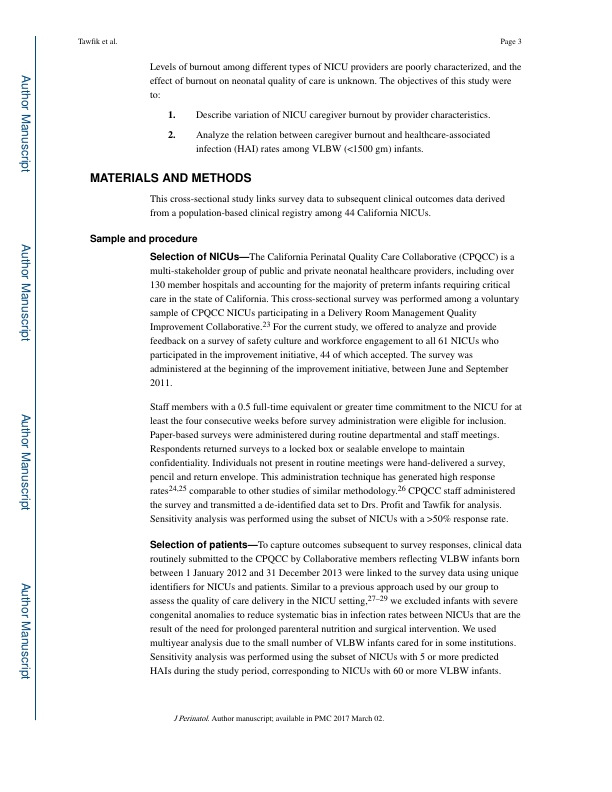 Tawfik et al.
Page 3
Levels of burnout among different types of NICU providers are poorly characterized, and the
effect of burnout on neonatal quality of care is unknown. The objectives of this study were
to:
1. Describe variation of NICU caregiver burnout by provider characteristics.
2. Analyze the relation between caregiver burnout and healthcare-associated
infection (HAI) rates among VLBW (<1500 gm) infants.
MATERIALS AND METHODS
This cross-sectional study links survey data to subsequent clinical outcomes data derived
from a population-based clinical registry among 44 California NICUs.
Sample and procedure
Selection of NICUs—The California Perinatal Quality Care Collaborative (CPQCC) is a
multi-stakeholder group of public and private neonatal healthcare providers, including over
130 member hospitals and accounting for the majority of preterm infants requiring critical
care in the state of California. This cross-sectional survey was performed among a voluntary
sample of CPQCC NICUs participating in a Delivery Room Management Quality
Improvement Collaborative.23 For the current study, we offered to analyze and provide
feedback on a survey of safety culture and workforce engagement to all 61 NICUs who
participated in the improvement initiative, 44 of which accepted. The survey was
administered at the beginning of the improvement initiative, between June and September
2011.
Staff members with a 0.5 full-time equivalent or greater time commitment to the NICU for at
least the four consecutive weeks before survey administration were eligible for inclusion.
Paper-based surveys were administered during routine departmental and staff meetings.
Respondents returned surveys to a locked box or sealable envelope to maintain
confidentiality. Individuals not present in routine meetings were hand-delivered a survey,
pencil and return envelope. This administration technique has generated high response
rates24,25 comparable to other studies of similar methodology.26 CPQCC staff administered
the survey and transmitted a de-identified data set to Drs. Profit and Tawfik for analysis.
Sensitivity analysis was performed using the subset of NICUs with a >50% response rate.
Selection of patients—To capture outcomes subsequent to survey responses, clinical data
routinely submitted to the CPQCC by Collaborative members reflecting VLBW infants born
between 1 January 2012 and 31 December 2013 were linked to the survey data using unique
identifiers for NICUs and patients. Similar to a previous approach used by our group to
assess the quality of care delivery in the NICU setting,27–29 we excluded infants with severe
congenital anomalies to reduce systematic bias in infection rates between NICUs that are the
result of the need for prolonged parenteral nutrition and surgical intervention. We used
multiyear analysis due to the small number of VLBW infants cared for in some institutions.
Sensitivity analysis was performed using the subset of NICUs with 5 or more predicted
HAIs during the study period, corresponding to NICUs with 60 or more VLBW infants.
J Perinatol. Author manuscript; available in PMC 2017 March 02.
Author Manuscript
Author Manuscript
Author Manuscript
Author Manuscript